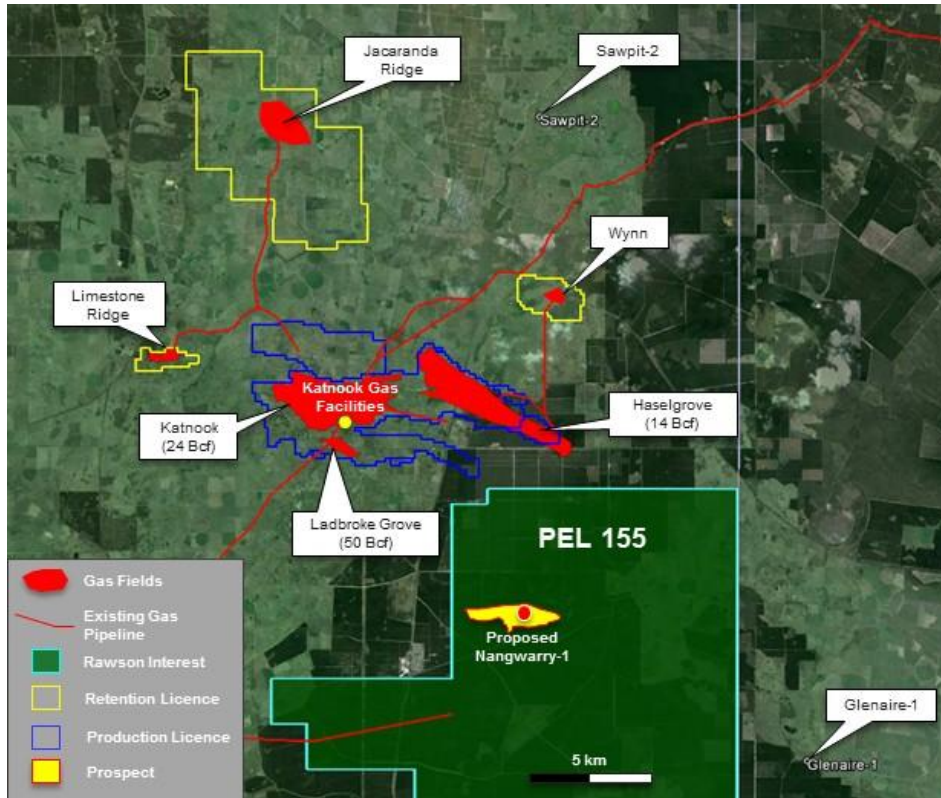 Jacaranda
Ridge
Sawpit-2
Sawpit-2
Wynn
Limestone
Ridge
Katnook Gas
Facilities
Haselgrove
(14 Bcf)
Katnook
(24 Bcf)
Ladbroke Grove
(50 Bcf)
PEL 155
Gas Fields
Existing Gas
Pipeline
Rawson Interest
Retention Licence
Production Licence
Prospect
Proposed
Nangwarry-1
Glenaire-1
Glenaire-1
5 km